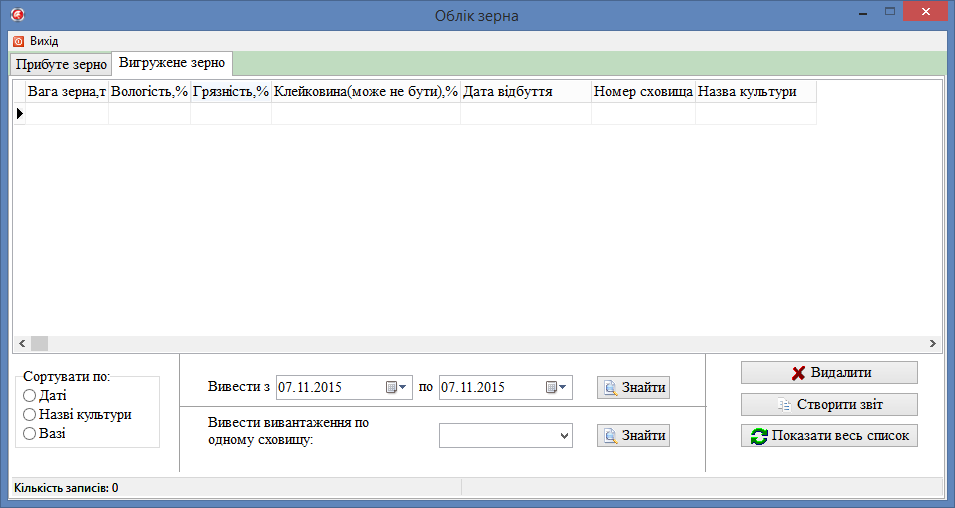 Облік зерна
Вихід
Прибуте зерно Вигружене зерно
Вага зерна,т Вологість,% Грязність,% Клейковина(може не бути),% Дата відбуття Номер сховища Назва культури
Сортувати по:
Даті
Назві культури
Вазі
Вивести з 07.11.2015 по 07.11.2015 Знайти
Вивести вивантаження по
одному сховищу: Знайти
Видалити
Створити звіт
Показати весь список
Кількість записів: 0